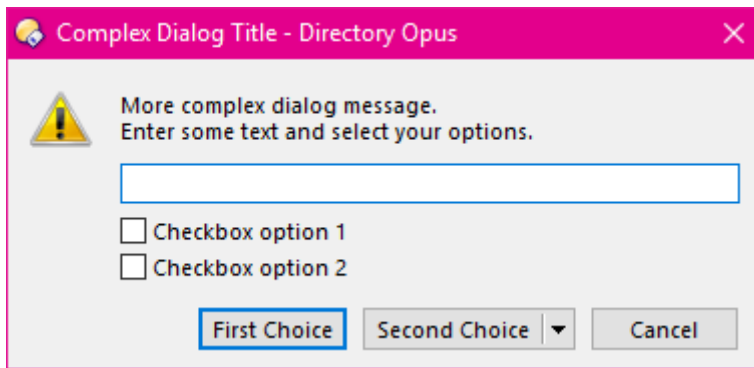 Complex Dialog Title - Directory Opus
More complex dialog message.
Enter some text and select your options.
Checkbox option 1
Checkbox option 2
First Choice Second Choice Cancel